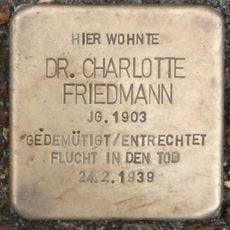 HIER WOHNTE
DR. CHARLOTTE
FRIEDMANN
JG. 1903
GEDEMÜTIGT/ENTRECHTET
FLUCHT IN DEN TOD
24.2.1939